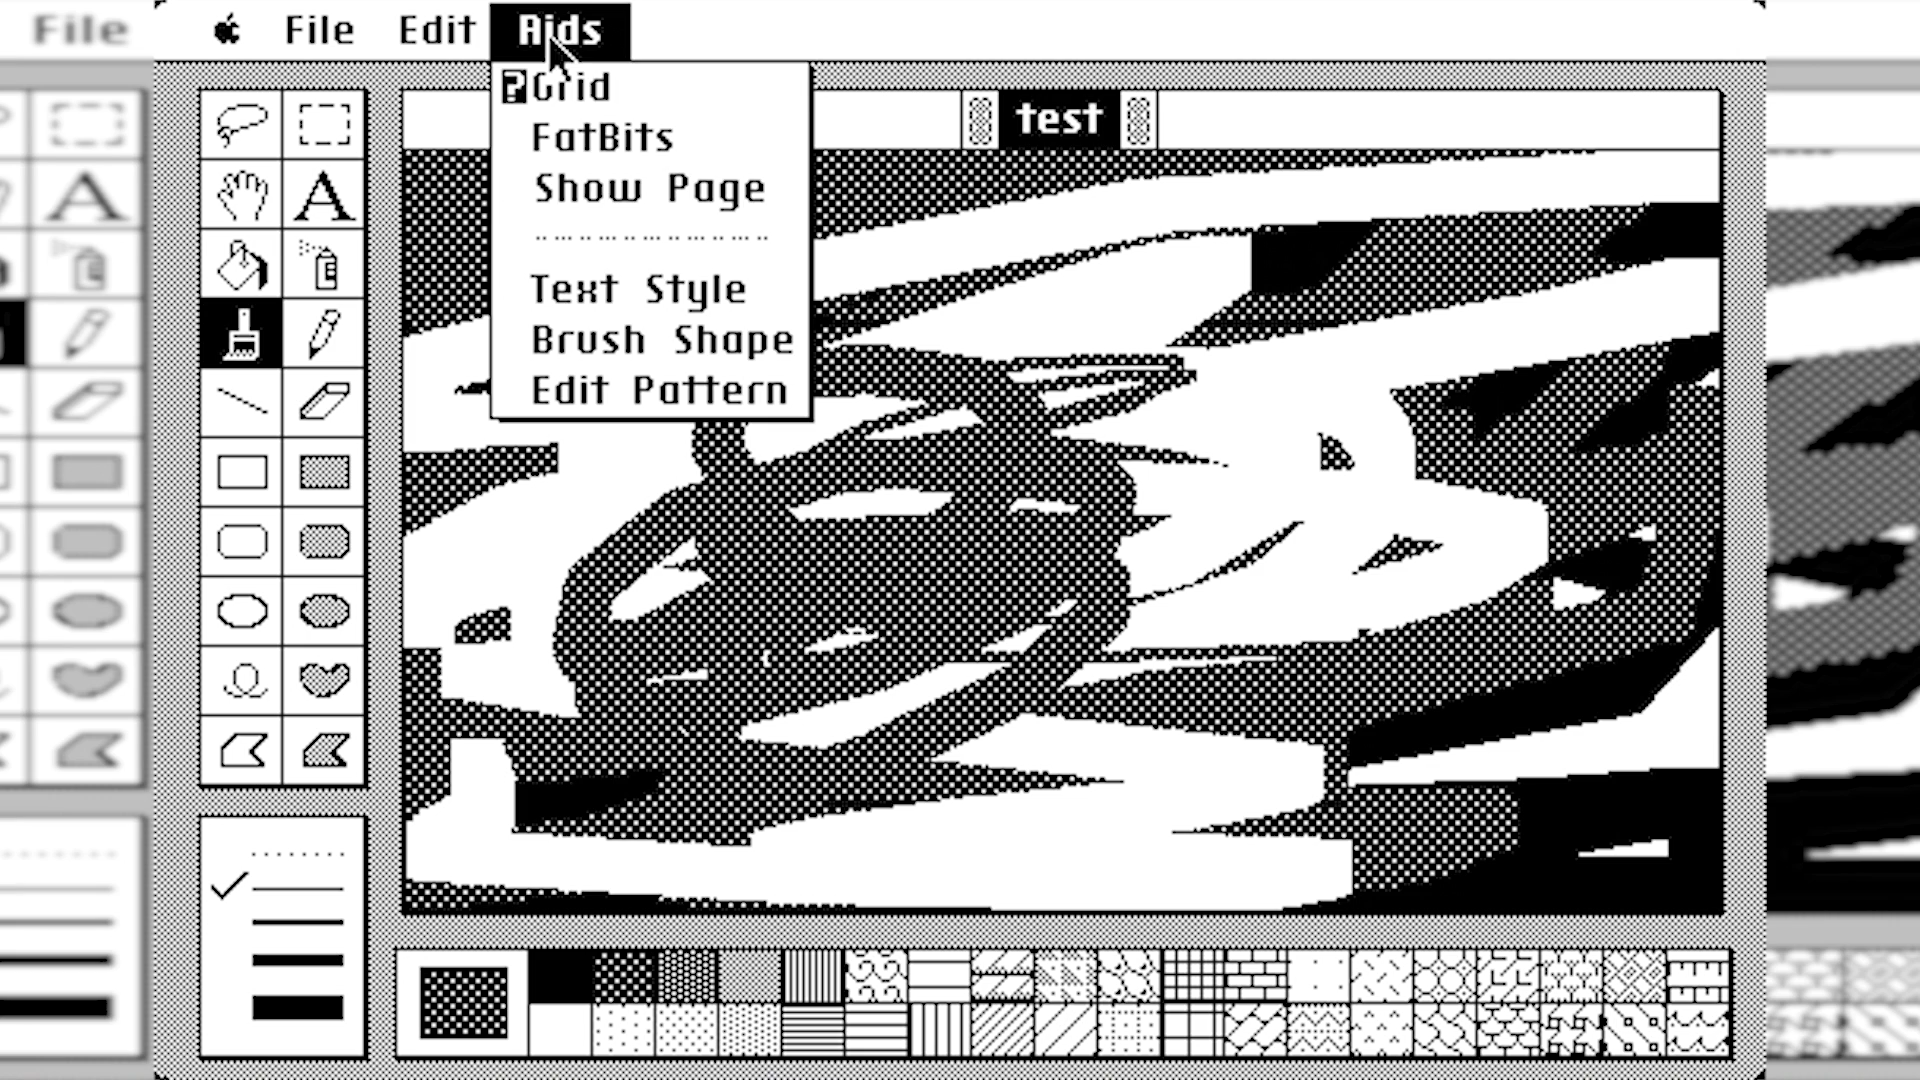 File
File Edit Aids
?Grid
FatBits
Show Page
Text Style
Brush Shape
Edit Pattern
test
A
A